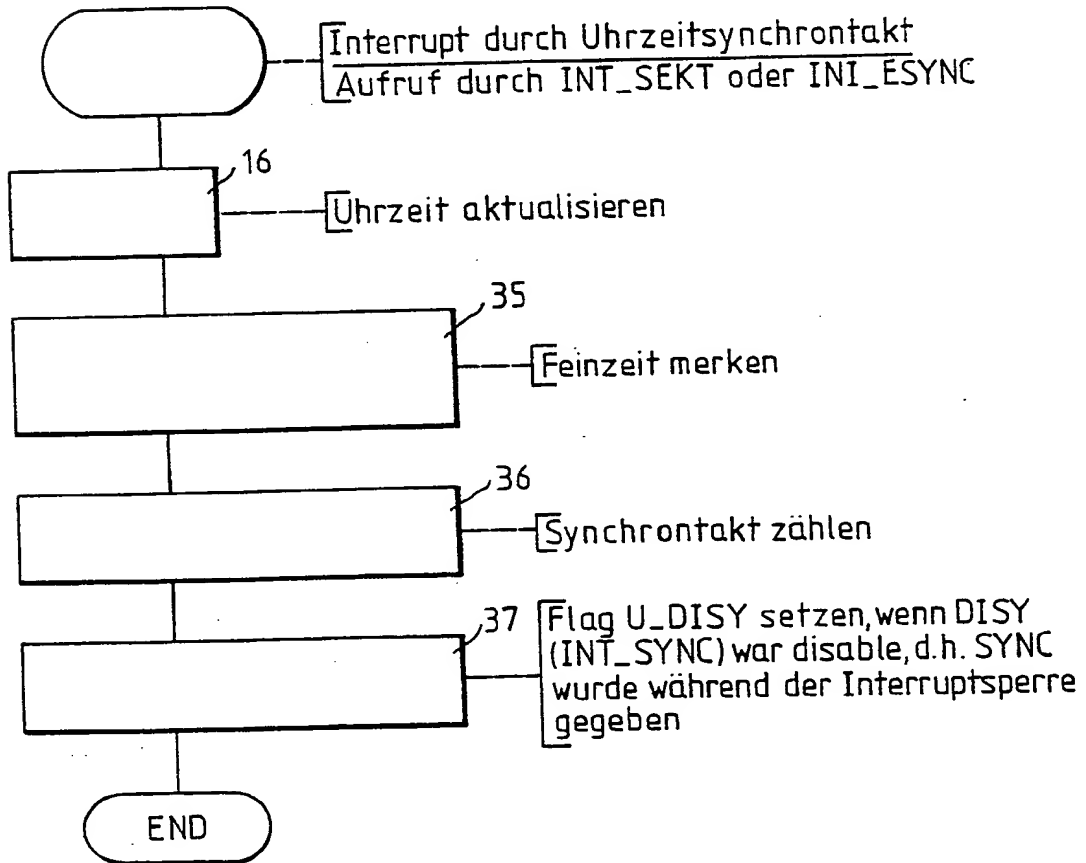 Interrupt durch Uhrzeitsynchrontakt
Aufruf durch INT_SEKT oder INI_ESYNC
16
Uhrzeit aktualisieren
35
Feinzeit merken
36
Synchrontakt zählen
37
Flag U_DISY setzen, wenn DISY
(INT_SYNC) war disable, d.h. SYNC
wurde während der Interruptsperre
gegeben
END